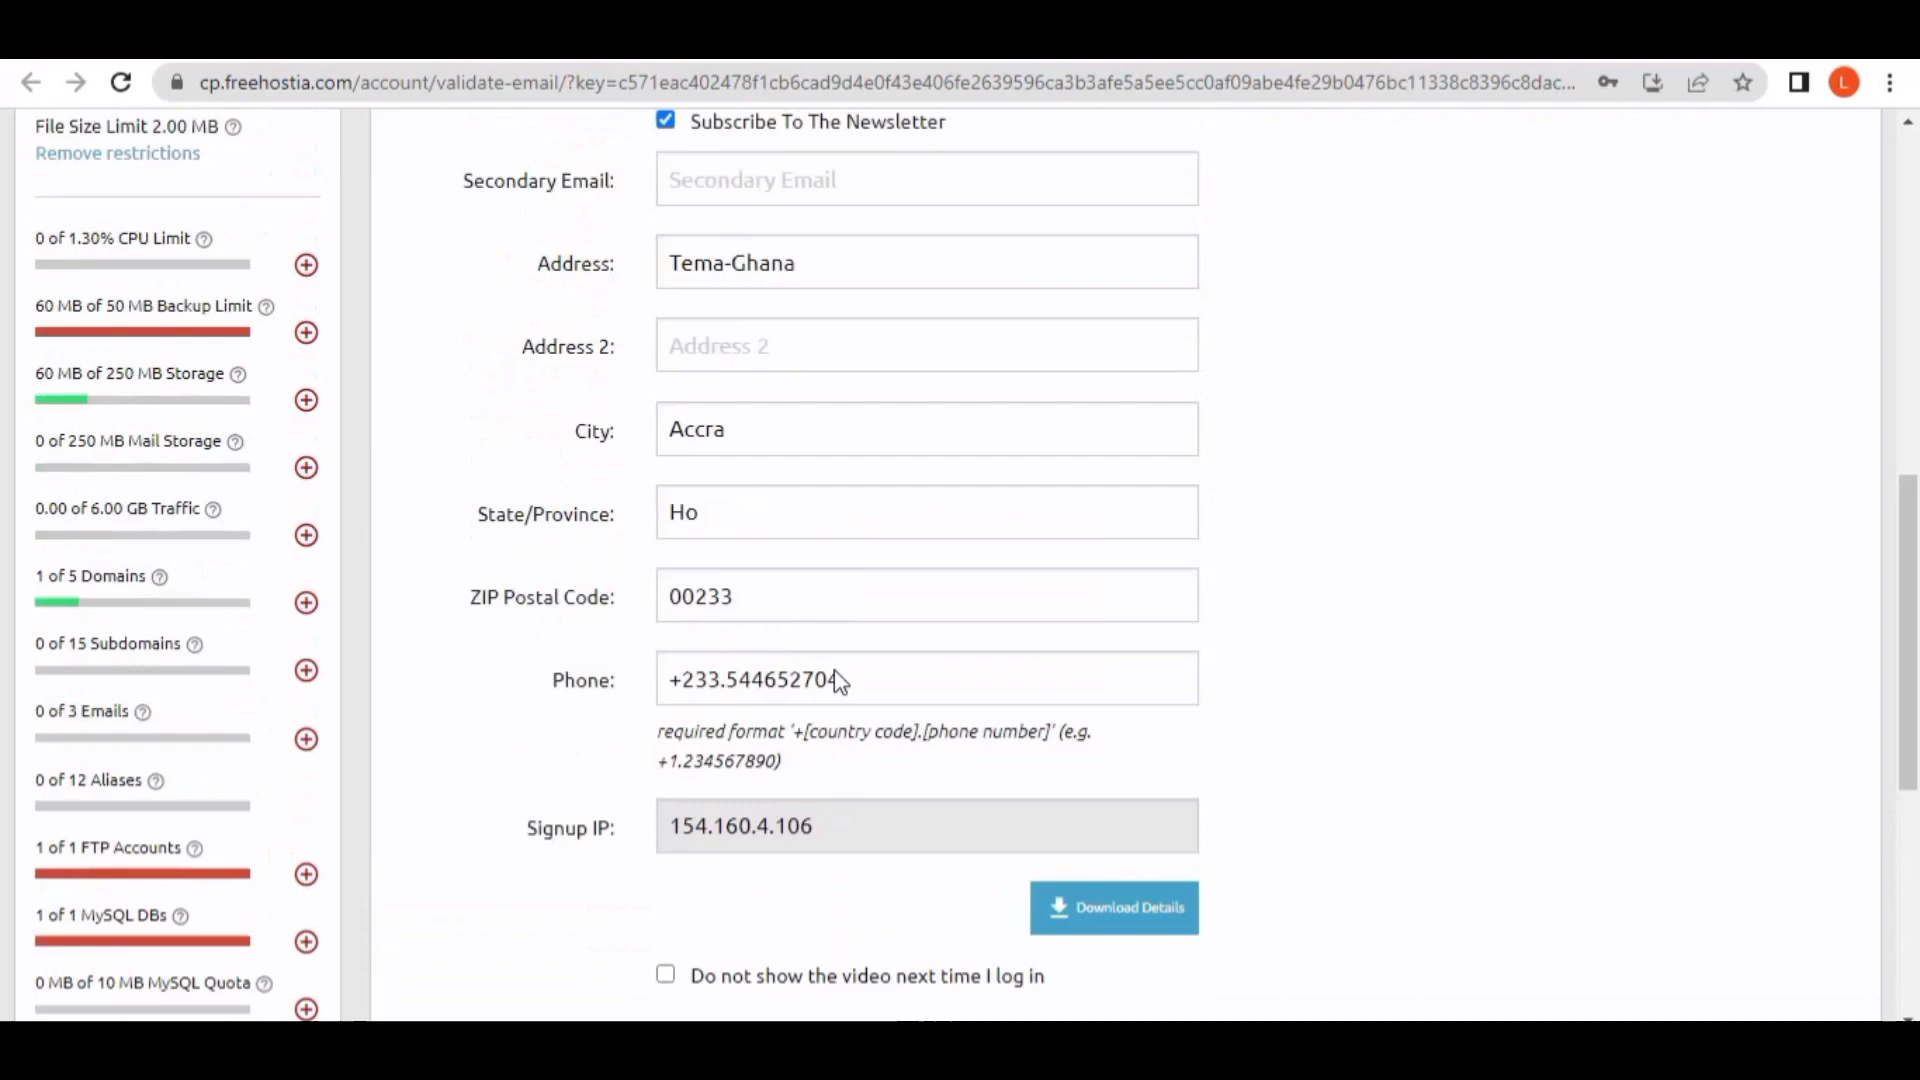 cp.freehostia.com/account/validate-email/?key=c571eac402478f1cb6cad9d4e0f43e406fe2639596ca3b3afe5a5ee5cc0af09abe4fe29b0476bc11338c8396c8dac...
L
File Size Limit 2.00 MB
Remove restrictions
0 of 1.30% CPU Limit
60 MB of 50 MB Backup Limit
60 MB of 250 MB Storage
0 of 250 MB Mail Storage
0.00 of 6.00 GB Traffic
1 of 5 Domains
0 of 15 Subdomains
0 of 3 Emails
0 of 12 Aliases
1 of 1 FTP Accounts
1 of 1 MySQL DBs
0 MB of 10 MB MySQL Quota
Subscribe To The Newsletter
Secondary Email: Secondary Email
Address: Tema-Ghana
Address 2: Address 2
City: Accra
State/Province: Ho
ZIP Postal Code: 00233
Phone: +233.544652704
required format '+[country code].[phone number]' (e.g.
+1.234567890)
Signup IP: 154.160.4.106
Download Details
Do not show the video next time I log in